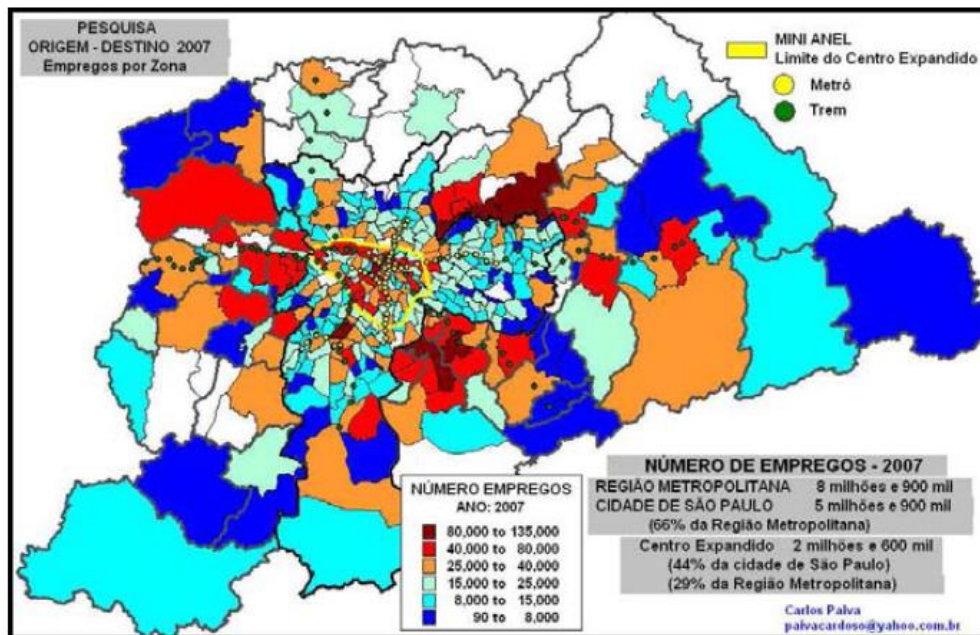 PESQUISA
ORIGEM - DESTINO 2007
Empregos por Zona
MINI ANEL
Límite do Centro Expandido
Metrô
Trem
NÚMERO EMPREGOS
ANO: 2007
80,000 to 135,000
40,000 to 80,000
25,000 to 40,000
15,000 to 25,000
8,000 to 15,000
90 to 8,000
NÚMERO DE EMPREGOS - 2007
REGIÃO METROPOLITANA 8 milhões e 900 mil
CIDADE DE SÃO PAULO 5 milhões e 900 mil
(66% da Região Metropolitana)
Centro Expandido 2 milhões e 600 mil
(44% da cidade de São Paulo)
(29% da Região Metropolitana)
Carlos Paiva
paivacardoso@yahoo.com.br